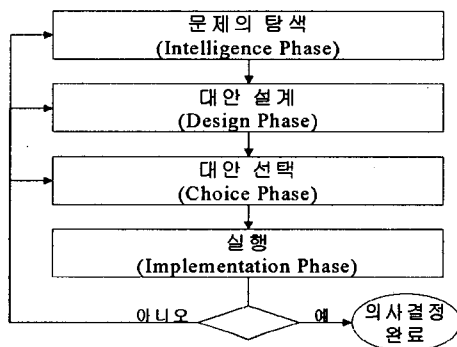 문제의 탐색
(Intelligence Phase)
대안 설계
(Design Phase)
대안 선택
(Choice Phase)
실행
(Implementation Phase)
아니오
예
의사결정
완료